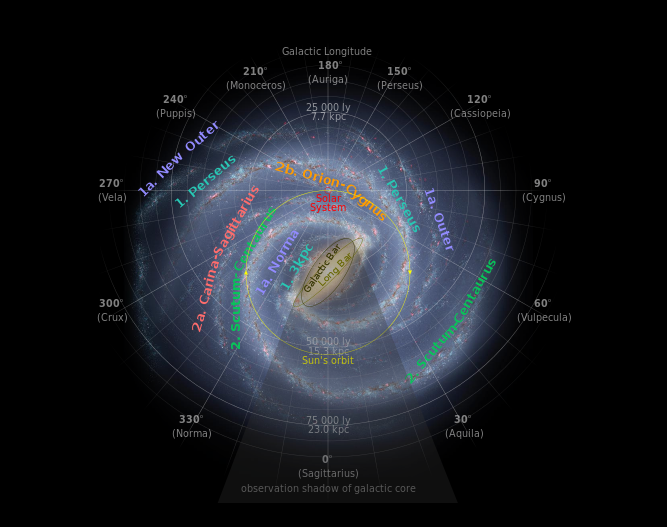 Galactic Longitude
180°
(Auriga)
210°
(Monoceros)
150°
(Perseus)
240°
(Puppis)
120°
(Cassiopeia)
25 000 ly
7.7 kpc
1a. New Outer
1. Perseus
2b. Orion-Cygnus
1. Perseus
270°
(Vela)
90°
(Cygnus)
Solar
System
1a. Outer
2a. Carina-Sagittarius
2. Scutum-Centaurus
1a. Norma
1. 3kpc
Galactic Bar
Long Bar
2. Scutum-Centaurus
300°
(Crux)
60°
(Vulpecula)
50 000 ly
15.3 kpc
Sun's orbit
330°
(Norma)
75 000 ly
23.0 kpc
30°
(Aquila)
0°
(Sagittarius)
observation shadow of galactic core